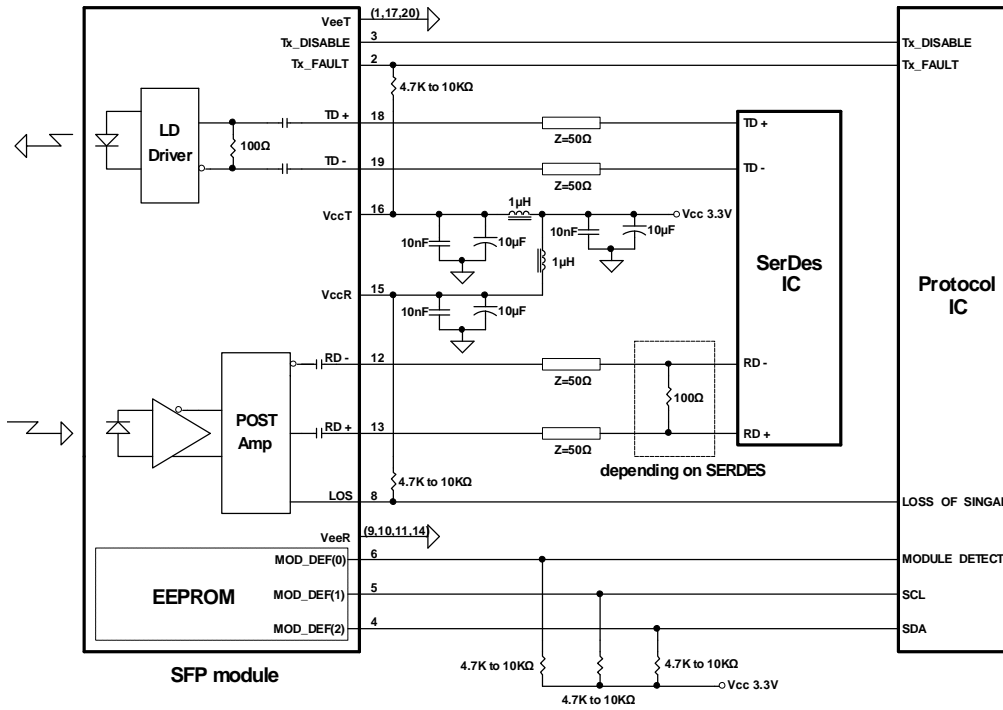 VeeT
(1,17,20)
Tx_DISABLE
3
Tx_DISABLE
Tx_FAULT
2
Tx_FAULT
4.7K to 10KΩ
LD
Driver
100Ω
TD +
18
Z=50Ω
TD +
TD -
19
Z=50Ω
TD -
VccT
16
1μH
Vcc 3.3V
10nF
10μF
10nF
10μF
1μH
SerDes
IC
Protocol
IC
VccR
15
10nF
10μF
RD -
12
Z=50Ω
RD -
POST
Amp
100Ω
RD +
13
Z=50Ω
RD +
depending on SERDES
4.7K to 10KΩ
LOS
8
LOSS OF SINGAL
VeeR
(9,10,11,14)
EEPROM
MOD_DEF(0)
6
MODULE DETECT
MOD_DEF(1)
5
SCL
MOD_DEF(2)
4
SDA
SFP module
4.7K to 10KΩ
4.7K to 10KΩ
4.7K to 10KΩ
Vcc 3.3V